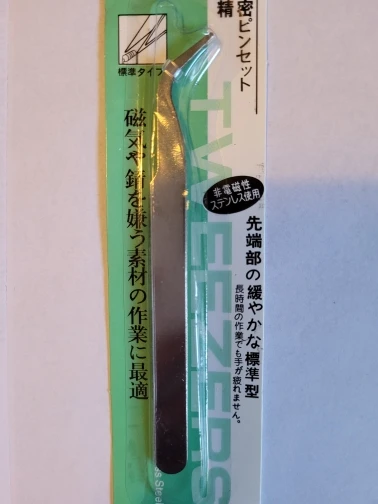 精密ピンセット
標準タイプ
TWEEZERS
磁気や錆を嫌う素材の作業に最適
非電磁性
ステンレス使用
先端部の緩やかな標準型
長時間の作業でも手が疲れません。